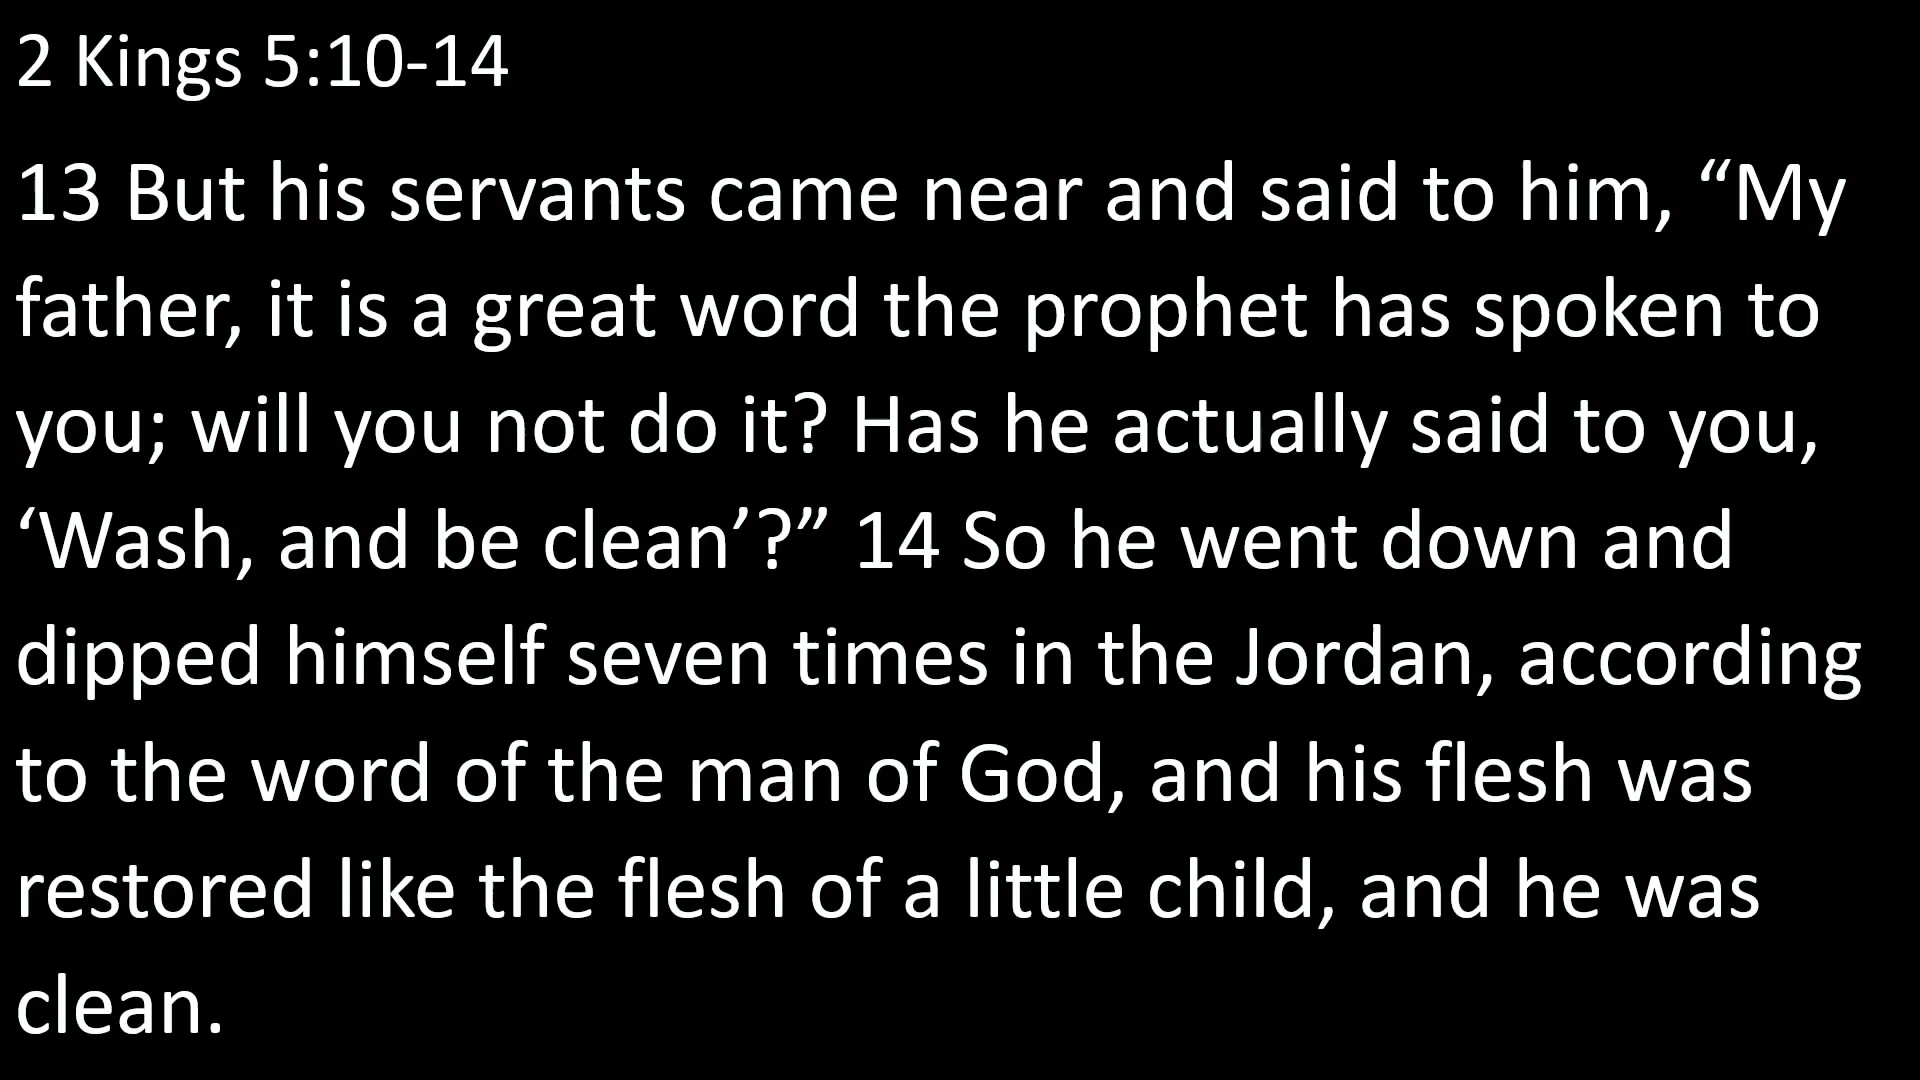 2 Kings 5:10-14
13 But his servants came near and said to him, “My
father, it is a great word the prophet has spoken to
you; will you not do it? Has he actually said to you,
‘Wash, and be clean’?” 14 So he went down and
dipped himself seven times in the Jordan, according
to the word of the man of God, and his flesh was
restored like the flesh of a little child, and he was
clean.